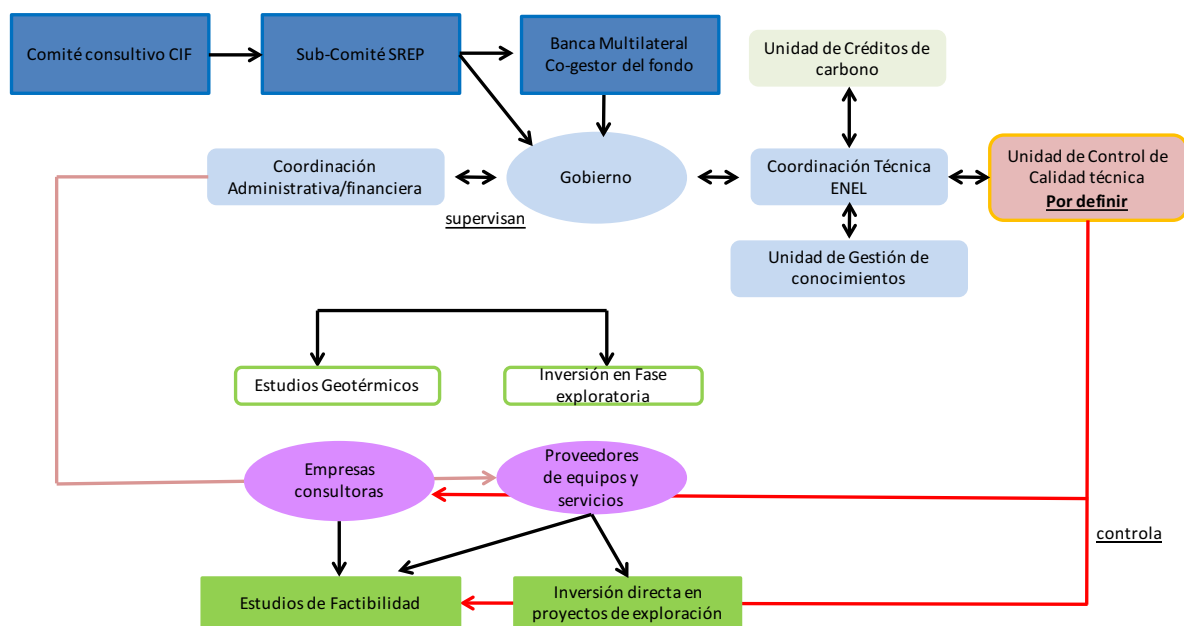 Comité consultivo CIF
Sub-Comité SREP
Banca Multilateral
Co-gestor del fondo
Unidad de Créditos de
carbono
Coordinación
Administrativa/financiera
Gobierno
Coordinación Técnica
ENEL
Unidad de Control de
Calidad técnica
Por definir
supervisan
Unidad de Gestión de
conocimientos
Estudios Geotérmicos
Inversión en Fase
exploratoria
Empresas
consultoras
Proveedores
de equipos y
servicios
controla
Estudios de Factibilidad
Inversión directa en
proyectos de exploración